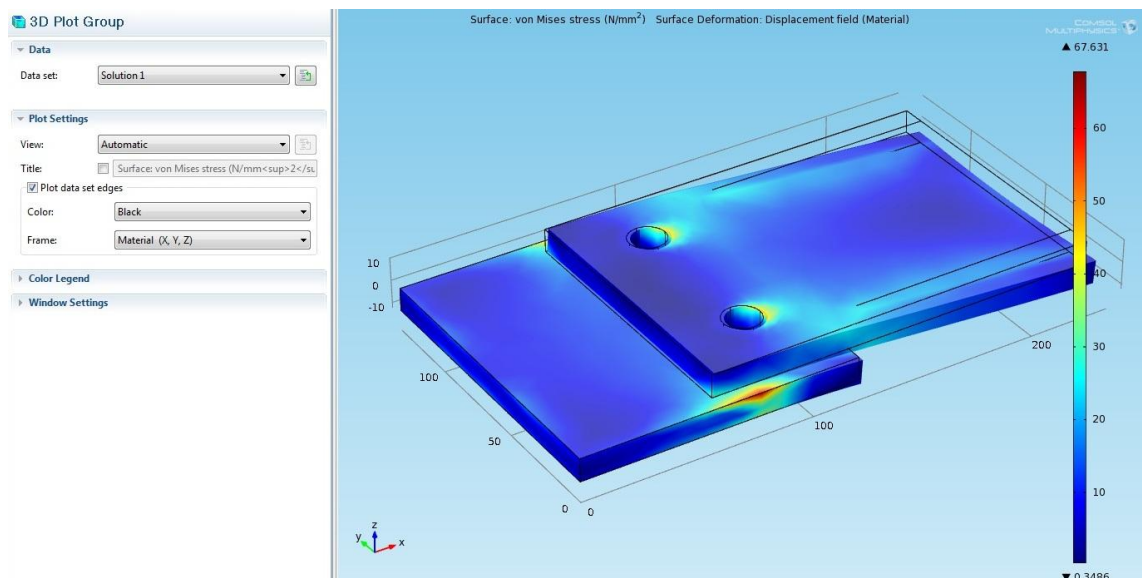 3D Plot Group
Data
Data set:
Solution 1
Plot Settings
View:
Automatic
Title:
Surface: von Mises stress (N/mm<sup>2</su
Plot data set edges
Color:
Black
Frame:
Material (X, Y, Z)
Color Legend
Window Settings
Surface: von Mises stress (N/mm²) Surface Deformation: Displacement field (Material)
COMSOL
MULTIPHYSICS
▲ 67.631
60
50
40
30
20
10
▼ 0.3486
10
0
-10
100
50
0
0
100
200
z
y
x